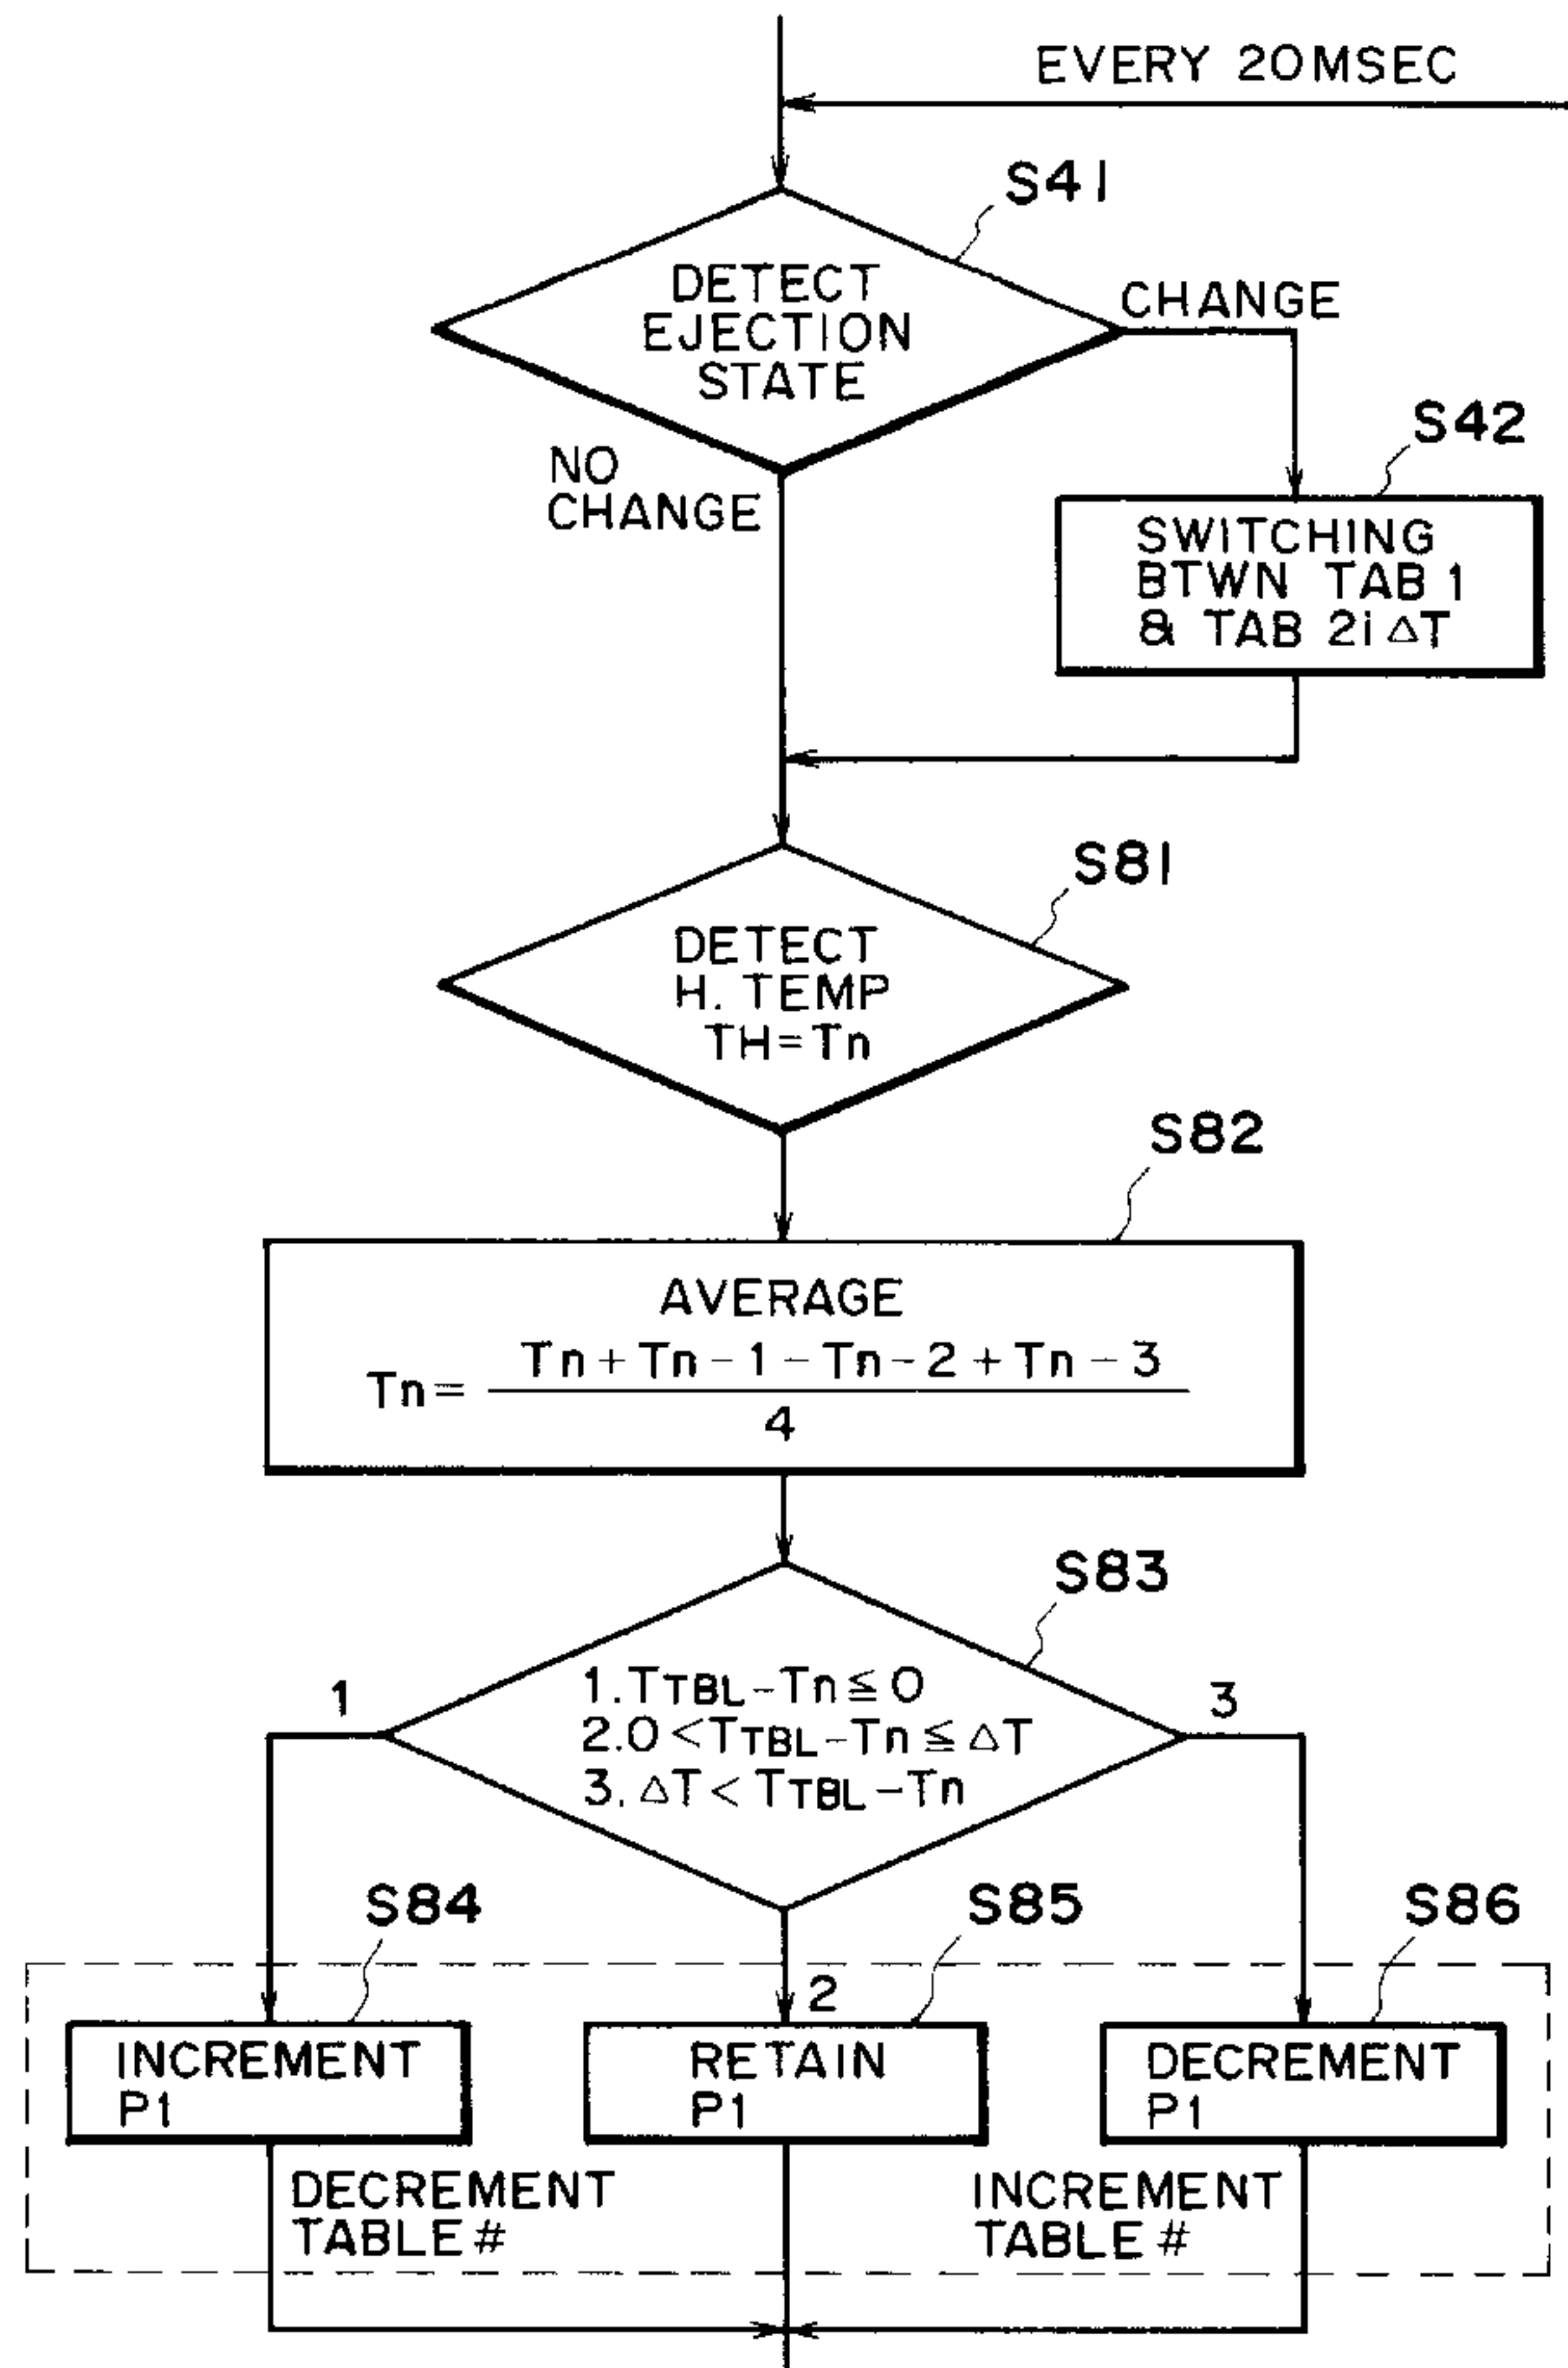 EVERY 20MSEC
S41
DETECT
EJECTION
STATE
CHANGE
NO
CHANGE
S42
SWITCHING
BTWN TAB 1
& TAB 2i ΔT
S81
DETECT
H. TEMP
TH=Tn
S82
AVERAGE
Tn = Tn + Tn - 1 - Tn - 2 + Tn - 3
4
S83
1. TTBL-Tn ≦ 0
2. 0 < TTBL-Tn ≦ ΔT
3. ΔT < TTBL-Tn
1
3
S84
S85
S86
2
INCREMENT
P1
RETAIN
P1
DECREMENT
P1
DECREMENT
TABLE #
INCREMENT
TABLE #